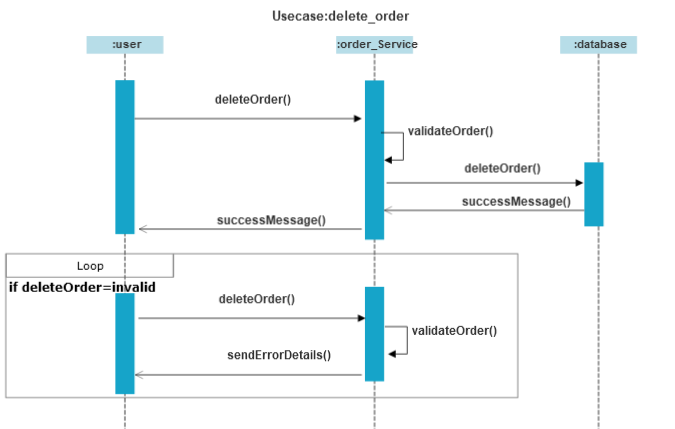 Usecase:delete_order
:user
:order_Service
:database
deleteOrder()
validateOrder()
deleteOrder()
successMessage()
successMessage()
Loop
if deleteOrder=invalid
deleteOrder()
validateOrder()
sendErrorDetails()